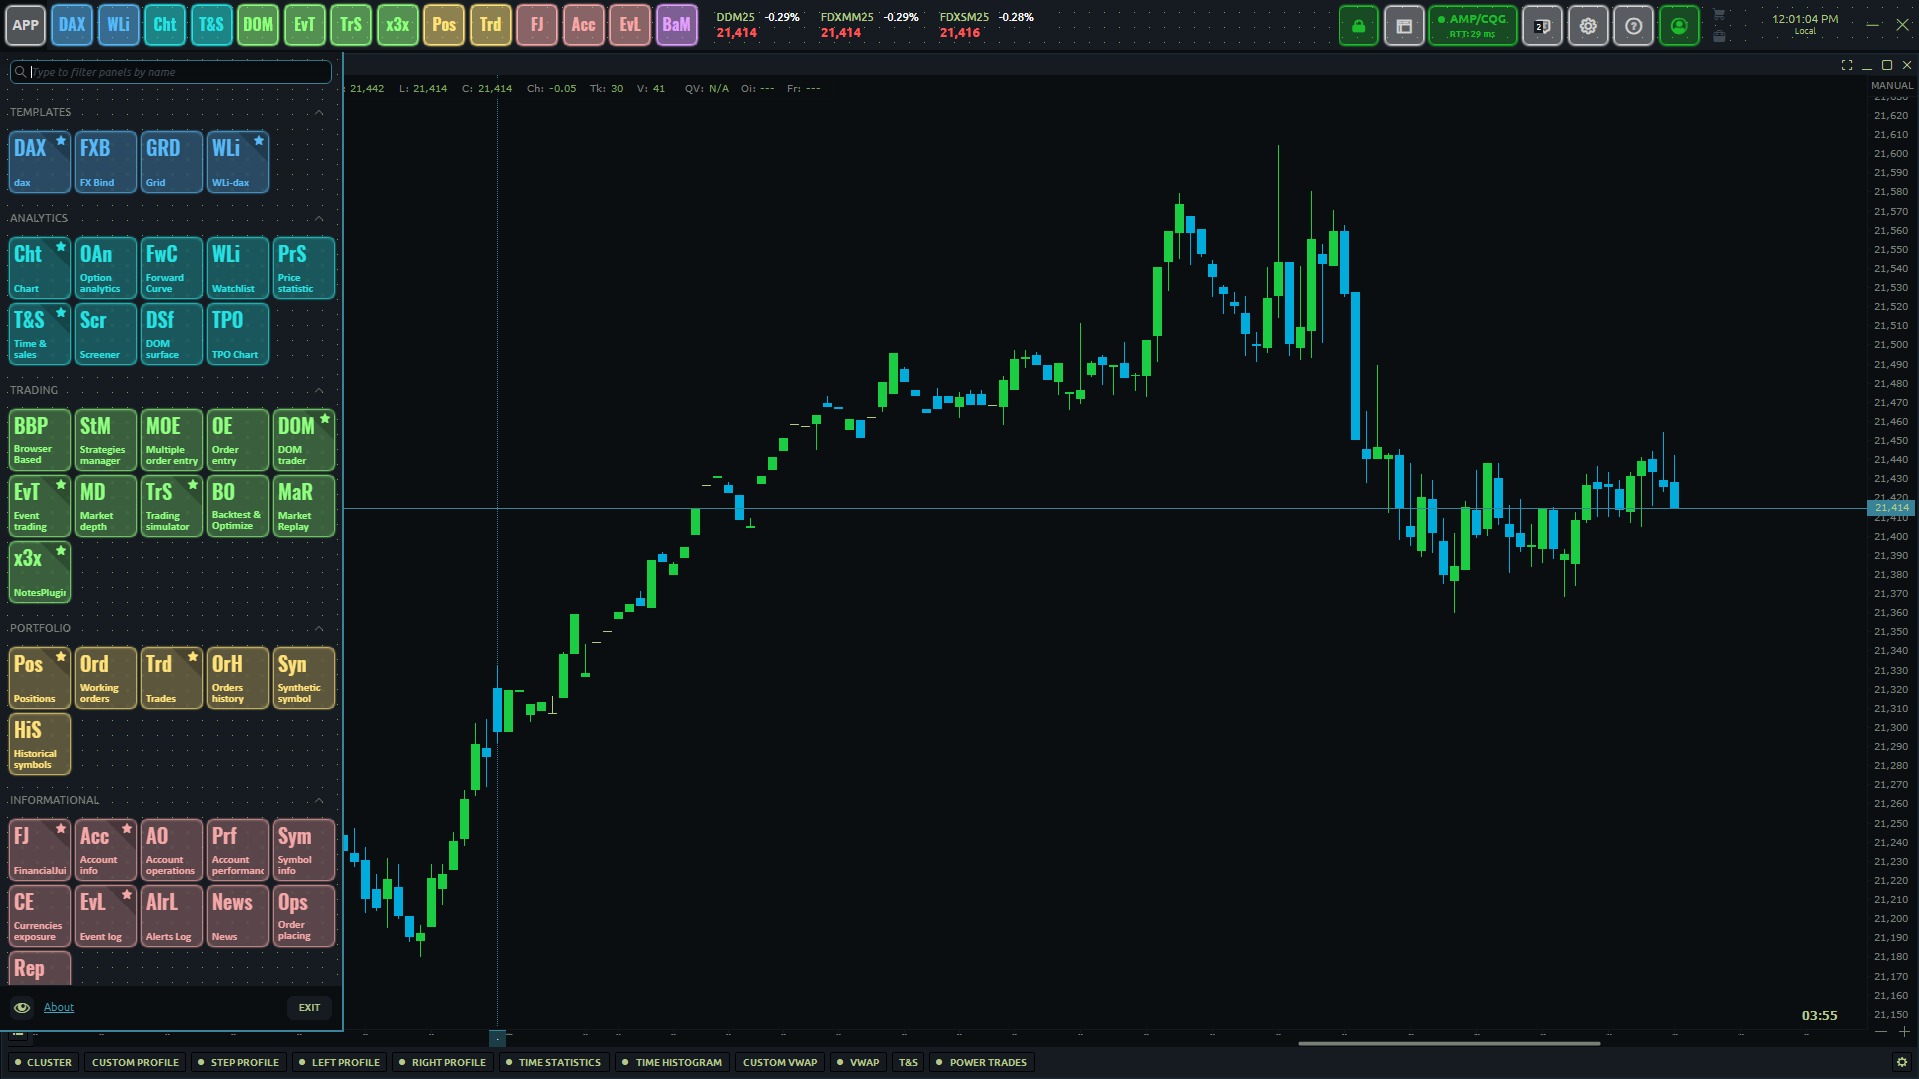 APP DAX WLi Cht T&S DOM EvT TrS x3x Pos Trd FJ Acc EvL BaM
DDM25 -0.29% FDXMM25 -0.29% FDXSM25 -0.28%
21,414 21,414 21,416
AMP/CQG
RTT: 29 ms
2
12:01:04 PM
Local
Type to filter panels by name
: 21,442 L: 21,414 C: 21,414 Ch: -0.05 Tk: 30 V: 41 QV: N/A Oi: --- Fr: ---
MANUAL
TEMPLATES
DAX FXB GRD WLi
dax FX Bind Grid WLi-dax
ANALYTICS
Cht OAn FwC WLi PrS
Chart Option analytics Forward Curve Watchlist Price statistic
T&S Scr DSf TPO
Time & sales Screener DOM surface TPO Chart
TRADING
BBP StM MOE OE DOM
Browser Based Strategies manager Multiple order entry Order entry DOM trader
EvT MD TrS BO MaR
Event trading Market depth Trading simulator Backtest & Optimize Market Replay
x3x
NotesPlugin
PORTFOLIO
Pos Ord Trd OrH Syn
Positions Working orders Trades Orders history Synthetic symbol
HiS
Historical symbols
INFORMATIONAL
FJ Acc AO Prf Sym
FinancialJui Account info Account operations Account performanc Symbol info
CE EvL AlrL News Ops
Currencies exposure Event log Alerts Log News Order placing
Rep
About EXIT
21,630
21,620
21,610
21,600
21,590
21,580
21,570
21,560
21,550
21,540
21,530
21,520
21,510
21,500
21,490
21,480
21,470
21,460
21,450
21,440
21,430
21,420
21,414
21,410
21,400
21,390
21,380
21,370
21,360
21,350
21,340
21,330
21,320
21,310
21,300
21,290
21,280
21,270
21,260
21,250
21,240
21,230
21,220
21,210
21,200
21,190
21,180
21,170
21,160
21,150
03:55
CLUSTER CUSTOM PROFILE STEP PROFILE LEFT PROFILE RIGHT PROFILE TIME STATISTICS TIME HISTOGRAM CUSTOM VWAP VWAP T&S POWER TRADES